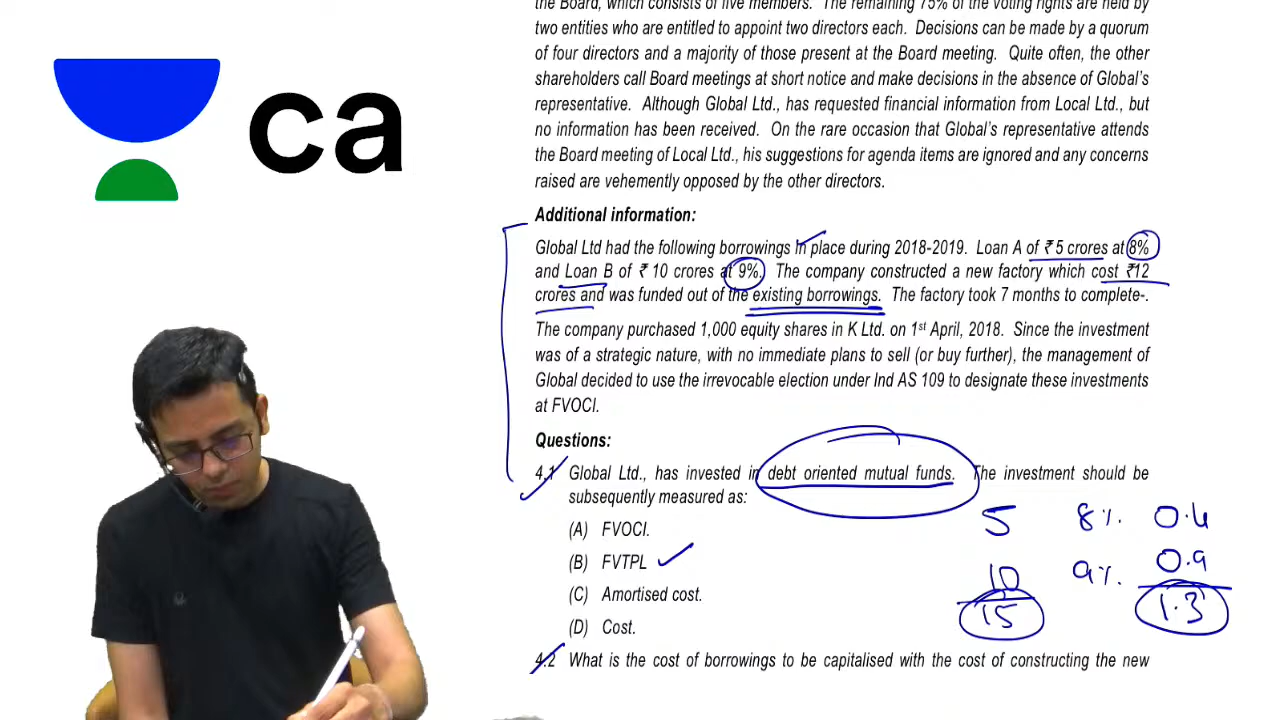 the Board, which consists of five members. The remaining 75% of the voting rights are held by
two entities who are entitled to appoint two directors each. Decisions can be made by a quorum
of four directors and a majority of those present at the Board meeting. Quite often, the other
shareholders call Board meetings at short notice and make decisions in the absence of Global's
representative. Although Global Ltd., has requested financial information from Local Ltd., but
no information has been received. On the rare occasion that Global's representative attends
the Board meeting of Local Ltd., his suggestions for agenda items are ignored and any concerns
raised are vehemently opposed by the other directors.
ca
Additional information:
Global Ltd had the following borrowings in place during 2018-2019. Loan A of ₹ 5 crores at 8%
and Loan B of ₹ 10 crores at 9%. The company constructed a new factory which cost ₹12
crores and was funded out of the existing borrowings. The factory took 7 months to complete-.
The company purchased 1,000 equity shares in K Ltd. on 1st April, 2018. Since the investment
was of a strategic nature, with no immediate plans to sell (or buy further), the management of
Global decided to use the irrevocable election under Ind AS 109 to designate these investments
at FVOCI.
Questions:
4.1 Global Ltd., has invested in debt oriented mutual funds. The investment should be
subsequently measured as:
(A) FVOCI.
(B) FVTPL
(C) Amortised cost.
(D) Cost.
5 8%. 0.4
10 9%. 0.9
15 1.3
4.2 What is the cost of borrowings to be capitalised with the cost of constructing the new